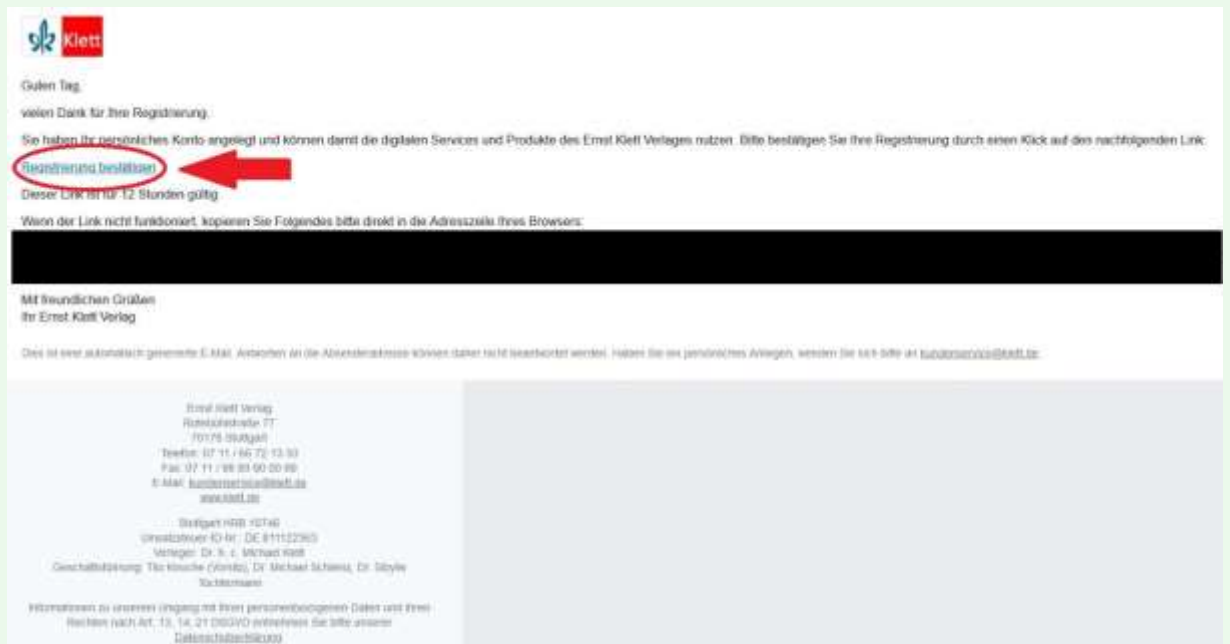 Klett
Guten Tag,
vielen Dank für Ihre Registrierung.
Sie haben Ihr persönliches Konto angelegt und können damit die digitalen Services und Produkte des Ernst Klett Verlages nutzen. Bitte bestätigen Sie Ihre Registrierung durch einen Klick auf den nachfolgenden Link:
Registrierung bestätigen
Dieser Link ist für 12 Stunden gültig.
Wenn der Link nicht funktioniert, kopieren Sie Folgendes bitte direkt in die Adresszeile Ihres Browsers:
Mit freundlichen Grüßen
Ihr Ernst Klett Verlag
Dies ist eine automatisch generierte E-Mail. Antworten an die Absenderadresse können daher nicht beantwortet werden. Haben Sie ein persönliches Anliegen, wenden Sie sich bitte an kundenservice@klett.de.
Ernst Klett Verlag
Rotebühlstraße 77
70178 Stuttgart
Telefon: 07 11 / 66 72 13 33
Fax: 07 11 /
E-Mail: kundenservice@klett.de
www.klett.de
Stuttgart HRB 10746
Umsatzsteuer-ID-Nr.: DE 811122363
Verleger: Dr. h. c. Michael Klett
Geschäftsführung: Tilo Knoche (Vorsitz), Dr. Michael Dr. Sibylle
Tochtermann
Informationen zu unserem Umgang mit Ihren personenbezogenen Daten und Ihren
Rechten nach Art. 13, 14, 21 DSGVO entnehmen Sie bitte unserer
Datenschutzerklärung